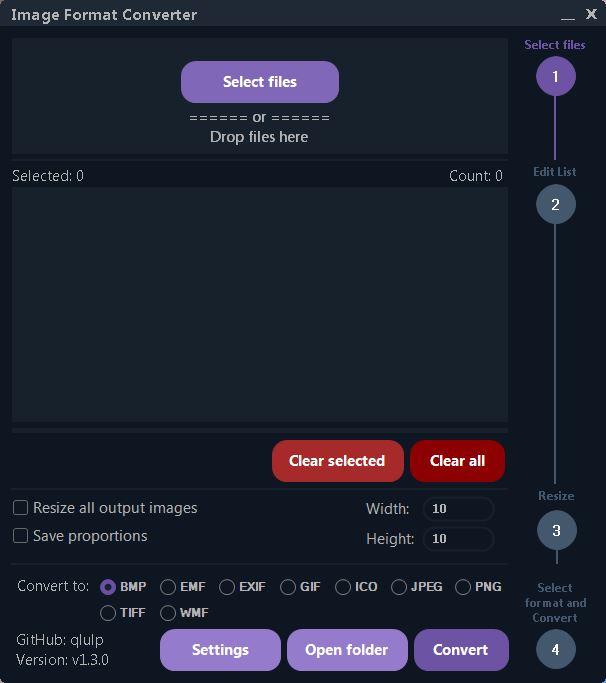 Image Format Converter
Select files
1
Select files
====== or ======
Drop files here
Selected: 0
Count: 0
Edit List
2
Clear selected
Clear all
Resize all output images
Width: 10
Save proportions
Height: 10
Resize
3
Convert to: BMP EMF EXIF GIF ICO JPEG PNG
TIFF WMF
Select
format and
Convert
4
GitHub: qlulp
Version: v1.3.0
Settings
Open folder
Convert